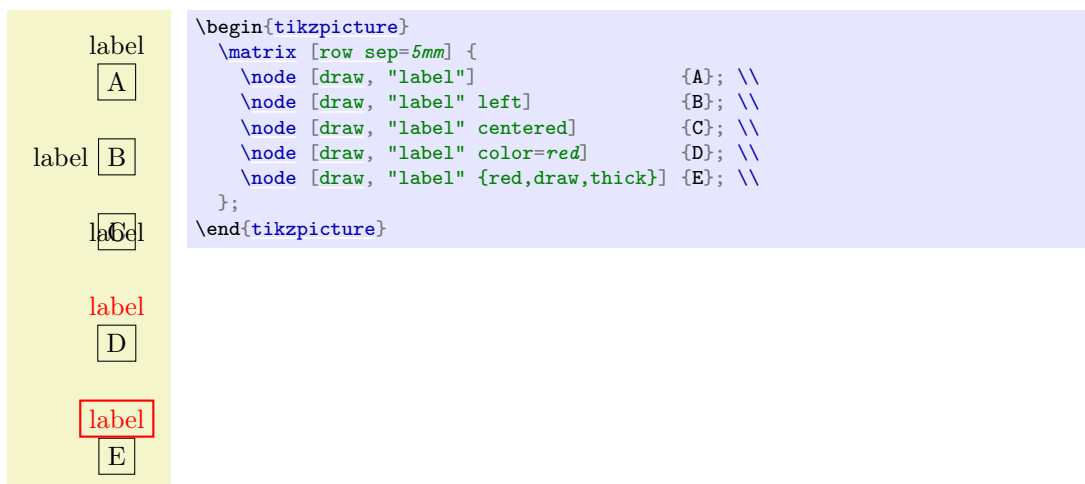 label
A
label B
label
C
label
D
label
E
\begin{tikzpicture}
  \matrix [row sep=5mm] {
    \node [draw, "label"]                  {A}; \\
    \node [draw, "label" left]             {B}; \\
    \node [draw, "label" centered]         {C}; \\
    \node [draw, "label" color=red]        {D}; \\
    \node [draw, "label" {red,draw,thick}] {E}; \\
  };
\end{tikzpicture}